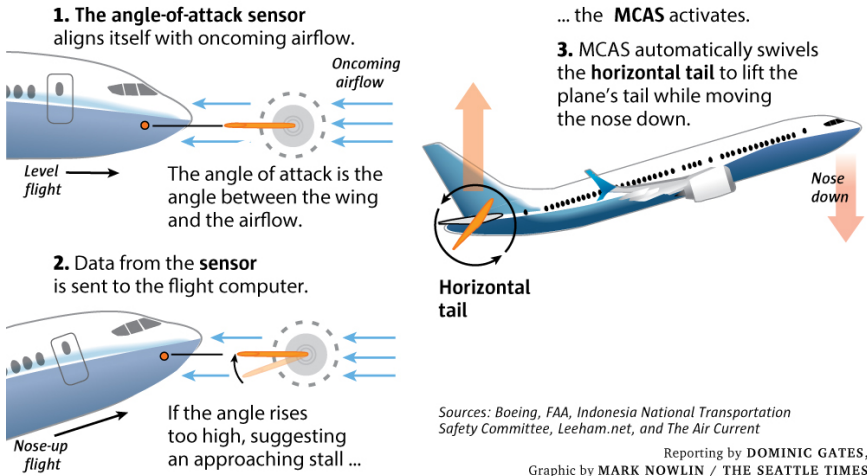 1. The angle-of-attack sensor
aligns itself with oncoming airflow.
Oncoming
airflow
Level
flight
The angle of attack is the
angle between the wing
and the airflow.
2. Data from the sensor
is sent to the flight computer.
Nose-up
flight
If the angle rises
too high, suggesting
an approaching stall ...
... the MCAS activates.
3. MCAS automatically swivels
the horizontal tail to lift the
plane's tail while moving
the nose down.
Nose
down
Horizontal
tail
Sources: Boeing, FAA, Indonesia National Transportation
Safety Committee, Leeham.net, and The Air Current
Reporting by DOMINIC GATES,
Graphic by MARK NOWLIN / THE SEATTLE TIMES